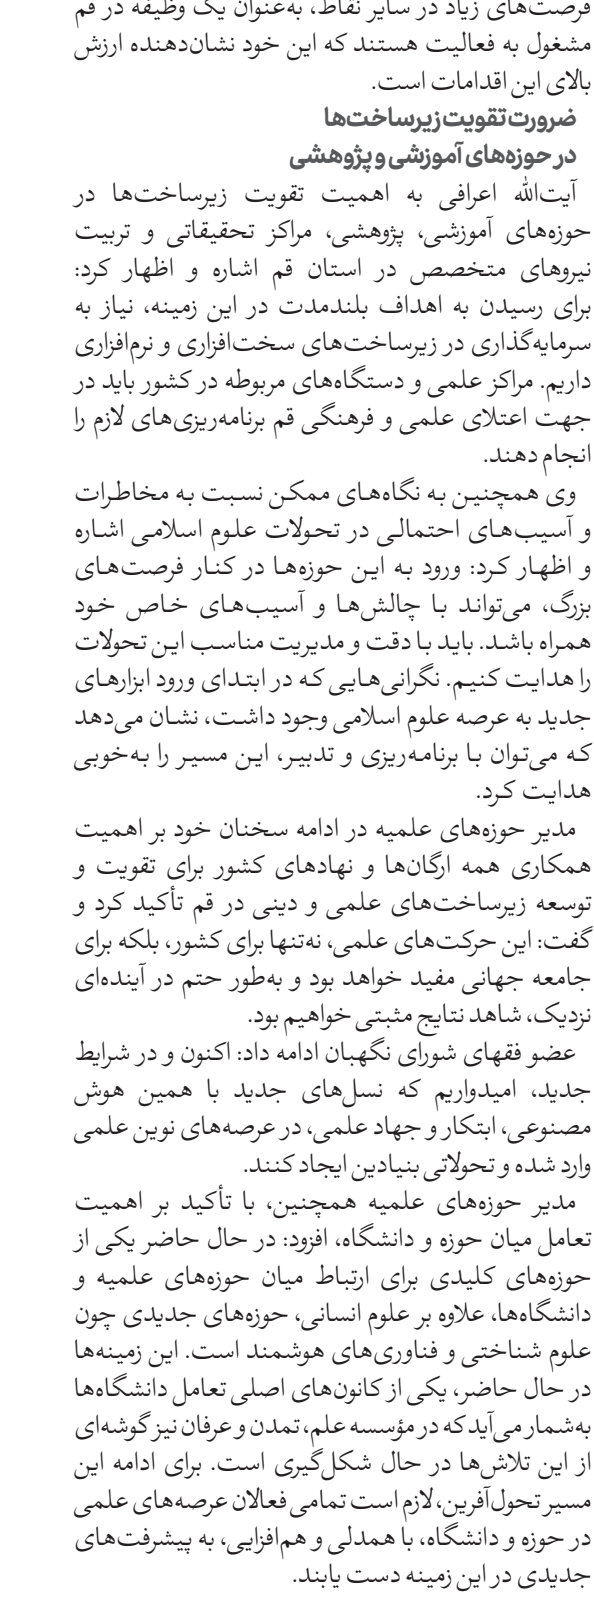 فرصت‌های زیاد در سایر نقاط، به‌عنوان یک وظیفه در قم
مشغول به فعالیت هستند که این خود نشان‌دهنده ارزش
بالای این اقدامات است.
ضرورت تقویت زیرساخت‌ها
در حوزه‌های آموزشی و پژوهشی
آیت‌الله اعرافی به اهمیت تقویت زیرساخت‌ها در
حوزه‌های آموزشی، پژوهشی، مراکز تحقیقاتی و تربیت
نیروهای متخصص در استان قم اشاره و اظهار کرد:
برای رسیدن به اهداف بلندمدت در این زمینه، نیاز به
سرمایه‌گذاری در زیرساخت‌های سخت‌افزاری و نرم‌افزاری
داریم. مراکز علمی و دستگاه‌های مربوطه در کشور باید در
جهت اعتلای علمی و فرهنگی قم برنامه‌ریزی‌های لازم را
انجام دهند.
وی همچنین به نگاه‌های ممکن نسبت به مخاطرات
و آسیب‌های احتمالی در تحولات علوم اسلامی اشاره
و اظهار کرد: ورود به این حوزه‌ها در کنار فرصت‌های
بزرگ، می‌تواند با چالش‌ها و آسیب‌های خاص خود
همراه باشد. باید با دقت و مدیریت مناسب این تحولات
را هدایت کنیم. نگرانی‌هایی که در ابتدای ورود ابزارهای
جدید به عرصه علوم اسلامی وجود داشت، نشان می‌دهد
که می‌توان با برنامه‌ریزی و تدبیر، این مسیر را به‌خوبی
هدایت کرد.
مدیر حوزه‌های علمیه در ادامه سخنان خود بر اهمیت
همکاری همه ارگان‌ها و نهادهای کشور برای تقویت و
توسعه زیرساخت‌های علمی و دینی در قم تأکید کرد و
گفت: این حرکت‌های علمی، نه‌تنها برای کشور، بلکه برای
جامعه جهانی مفید خواهد بود و به‌طور حتم در آینده‌ای
نزدیک، شاهد نتایج مثبتی خواهیم بود.
عضو فقهای شورای نگهبان ادامه داد: اکنون و در شرایط
جدید، امیدواریم که نسل‌های جدید با همین هوش
مصنوعی، ابتکار و جهاد علمی، در عرصه‌های نوین علمی
وارد شده و تحولاتی بنیادین ایجاد کنند.
مدیر حوزه‌های علمیه همچنین، با تأکید بر اهمیت
تعامل میان حوزه و دانشگاه، افزود: در حال حاضر یکی از
حوزه‌های کلیدی برای ارتباط میان حوزه‌های علمیه و
دانشگاه‌ها، علاوه بر علوم انسانی، حوزه‌های جدیدی چون
علوم شناختی و فناوری‌های هوشمند است. این زمینه‌ها
در حال حاضر، یکی از کانون‌های اصلی تعامل دانشگاه‌ها
به‌شمار می‌آید که در مؤسسه علم، تمدن و عرفان نیز گوشه‌ای
از این تلاش‌ها در حال شکل‌گیری است. برای ادامه این
مسیر تحول‌آفرین، لازم است تمامی فعالان عرصه‌های علمی
در حوزه و دانشگاه، با همدلی و هم‌افزایی، به پیشرفت‌های
جدیدی در این زمینه دست یابند.